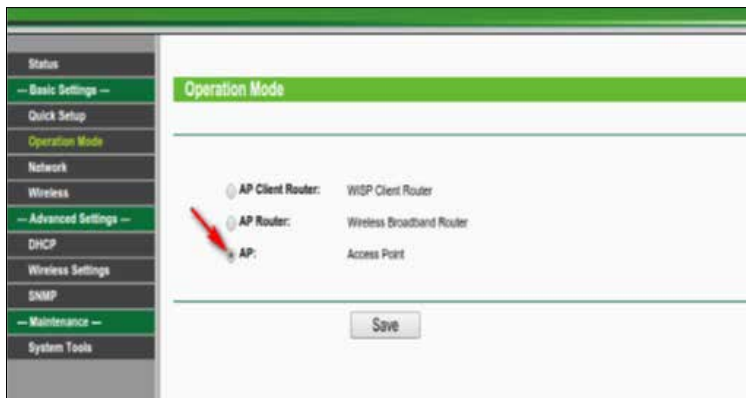 Status
— Basic Settings —
Quick Setup
Operation Mode
Network
Wireless
— Advanced Settings —
DHCP
Wireless Settings
SNMP
— Maintenance —
System Tools
Operation Mode
AP Client Router: WISP Client Router
AP Router: Wireless Broadband Router
AP: Access Point
Save